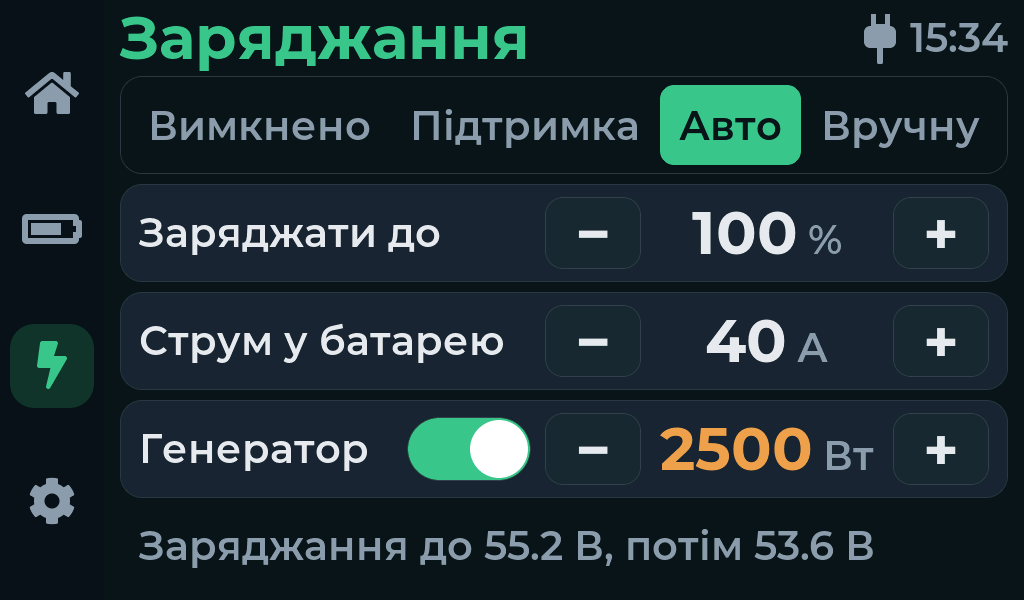 Заряджання 15:34
Вимкнено Підтримка Авто Вручну
Заряджати до − 100 % +
Струм у батарею − 40 А +
Генератор − 2500 Вт +
Заряджання до 55.2 В, потім 53.6 В